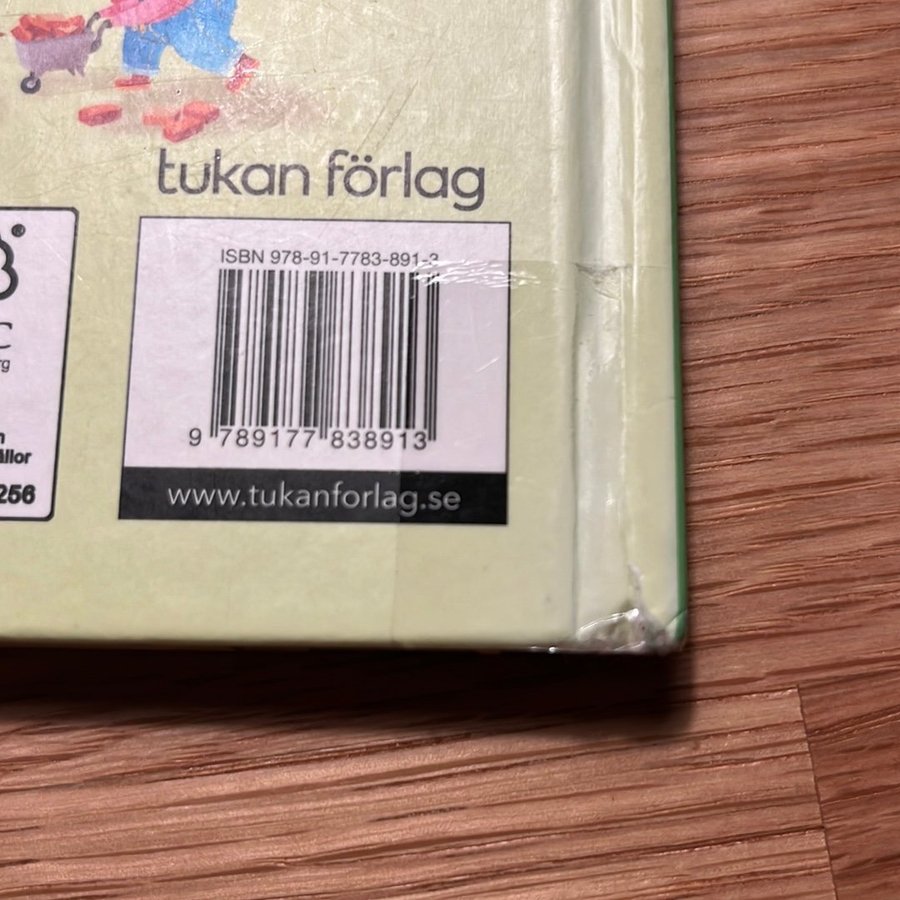 tukan förlag
ISBN 978-91-7783-891-3
9 789177 838913
www.tukanforlag.se
256